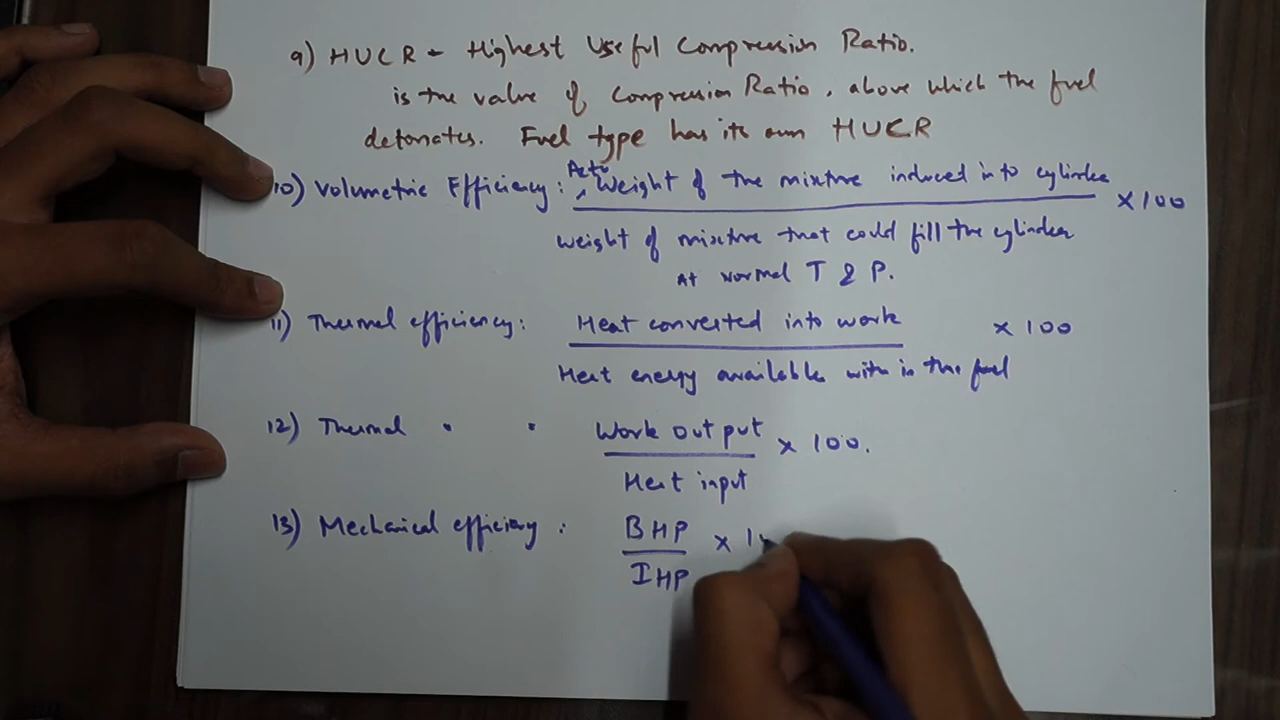 9) HUCR - Highest Useful Compression Ratio.
is the value of Compression Ratio, above which the fuel
detonates. Fuel type has its own HUCR
10) Volumetric Efficiency: Weight of the mixture induced into cylinder × 100
Weight of mixture that could fill the cylinder
At Normal T & P.
11) Thermal efficiency: Heat converted into work × 100
Heat energy available with in the fuel
12) Thermal " " Work output × 100.
Heat input
13) Mechanical efficiency: BHP × 1
IHP